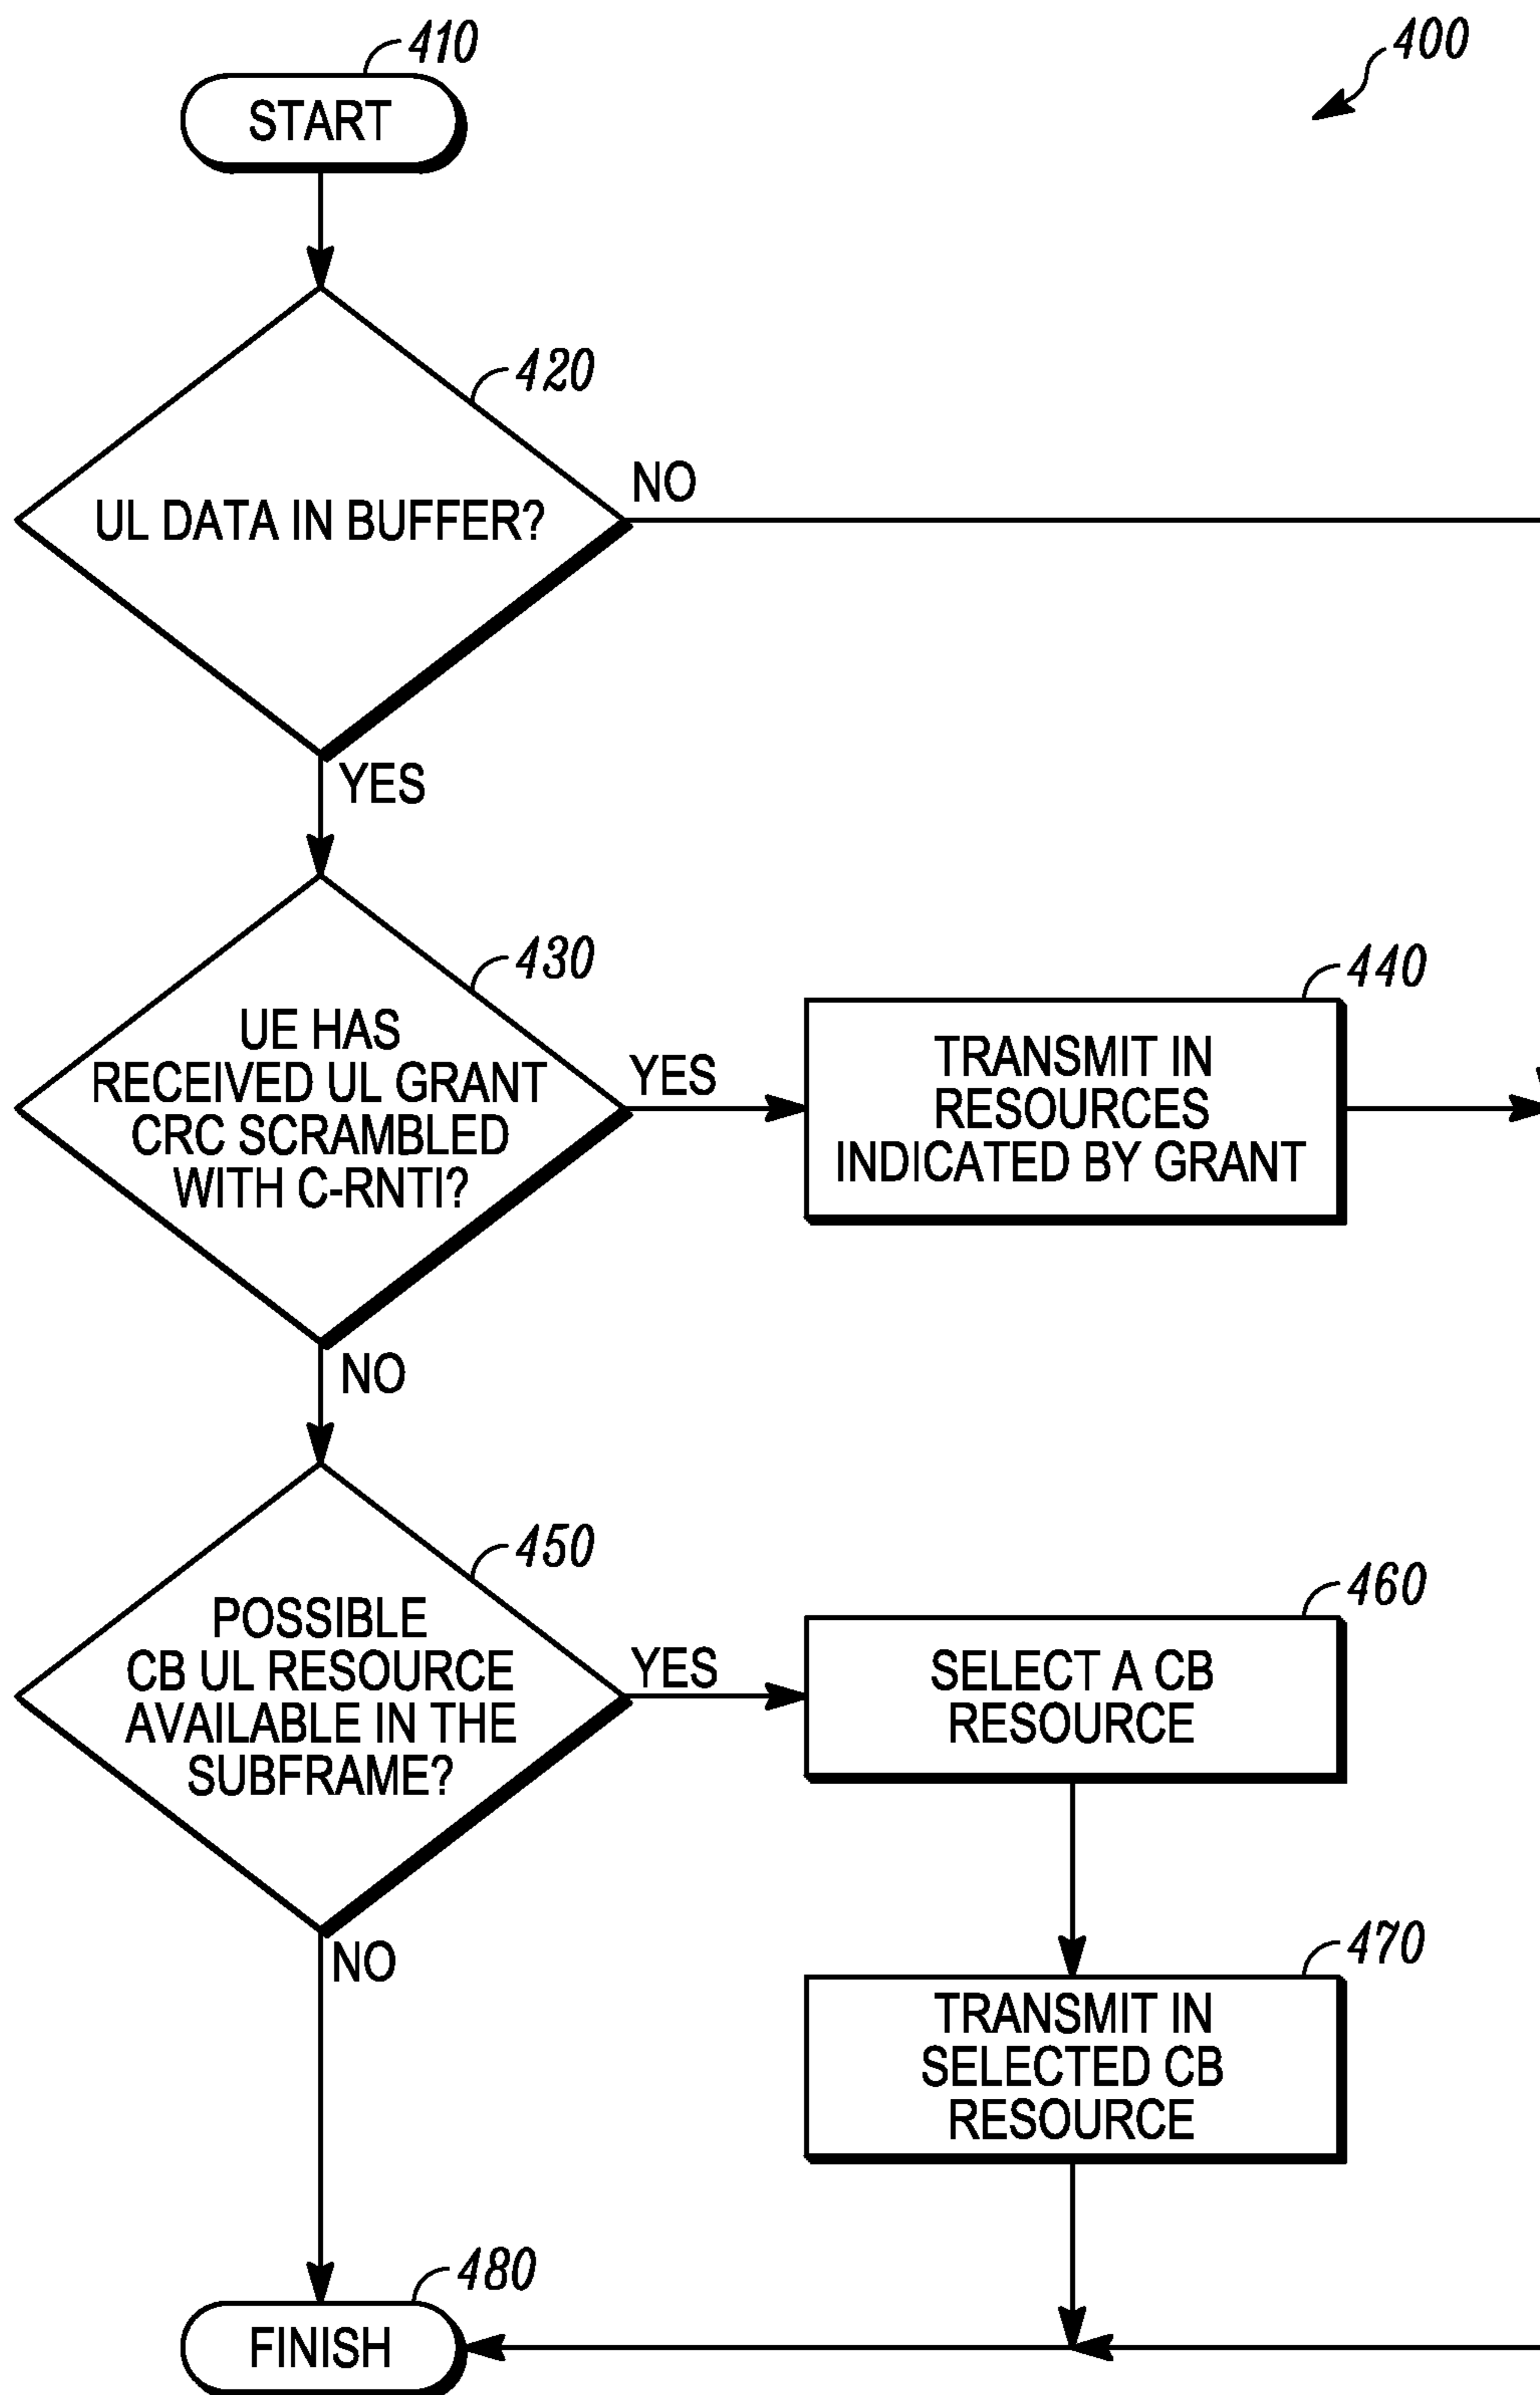 410
400
START
420
NO
UL DATA IN BUFFER?
YES
430
440
UE HAS
RECEIVED UL GRANT
CRC SCRAMBLED
WITH C-RNTI?
YES
TRANSMIT IN
RESOURCES
INDICATED BY GRANT
NO
450
460
POSSIBLE
CB UL RESOURCE
AVAILABLE IN THE
SUBFRAME?
YES
SELECT A CB
RESOURCE
NO
470
TRANSMIT IN
SELECTED CB
RESOURCE
480
FINISH